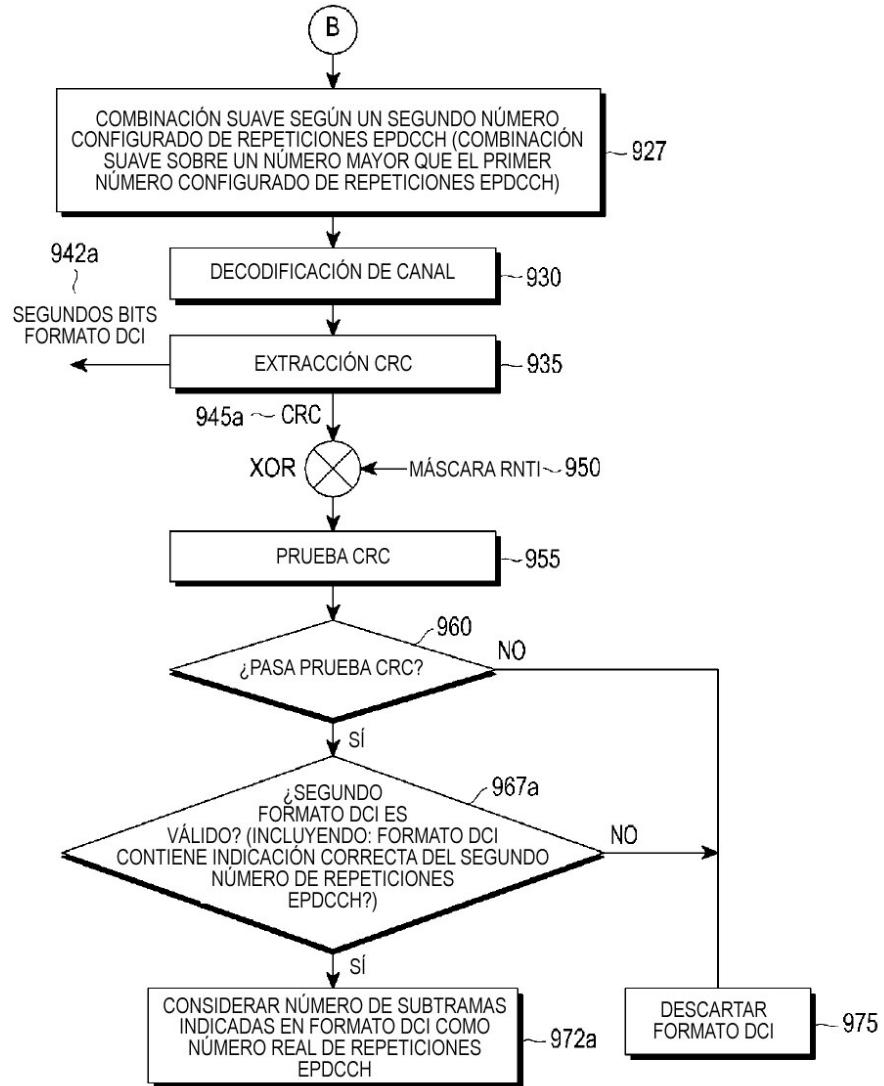 B
COMBINACIÓN SUAVE SEGÚN UN SEGUNDO NÚMERO
CONFIGURADO DE REPETICIONES EPDCCH (COMBINACIÓN
SUAVE SOBRE UN NÚMERO MAYOR QUE EL PRIMER
NÚMERO CONFIGURADO DE REPETICIONES EPDCCH)
927
942a
SEGUNDOS BITS
FORMATO DCI
DECODIFICACIÓN DE CANAL
930
EXTRACCIÓN CRC
935
945a
CRC
XOR
MÁSCARA RNTI
950
PRUEBA CRC
955
960
¿PASA PRUEBA CRC?
NO
SÍ
967a
¿SEGUNDO
FORMATO DCI ES
VÁLIDO? (INCLUYENDO: FORMATO DCI
CONTIENE INDICACIÓN CORRECTA DEL SEGUNDO
NÚMERO DE REPETICIONES
EPDCCH?)
NO
SÍ
CONSIDERAR NÚMERO DE SUBTRAMAS
INDICADAS EN FORMATO DCI COMO
NÚMERO REAL DE REPETICIONES
EPDCCH
972a
DESCARTAR
FORMATO DCI
975